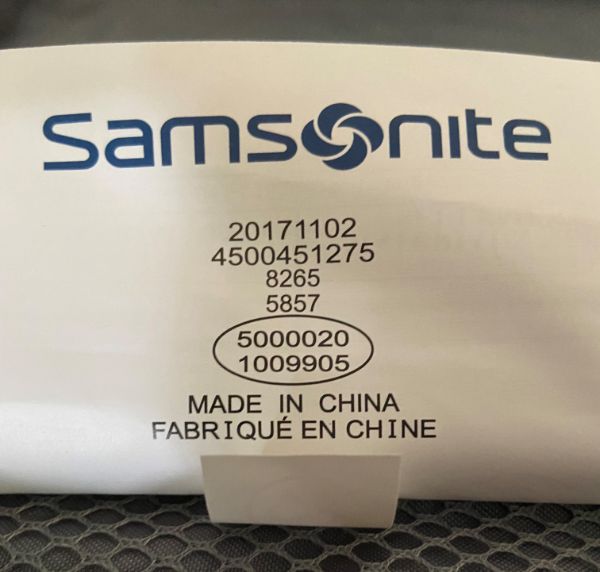 Samsonite
20171102
4500451275
8265
5857
5000020
1009905
MADE IN CHINA
FABRIQUÉ EN CHINE